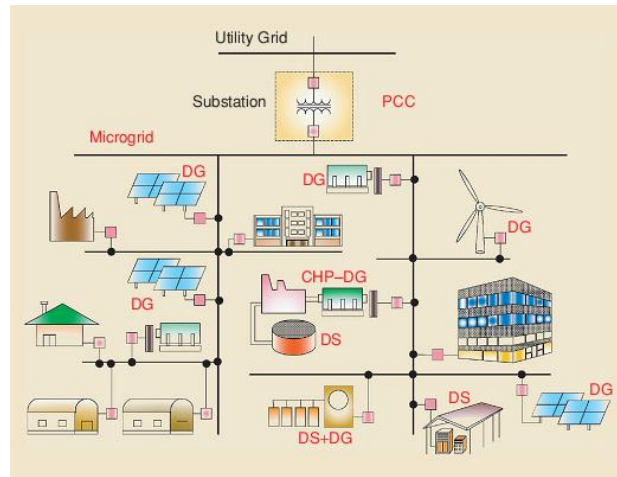 Utility Grid
Substation
PCC
Microgrid
DG
DG
DG
CHP–DG
DG
DS
DS
DG
DS+DG